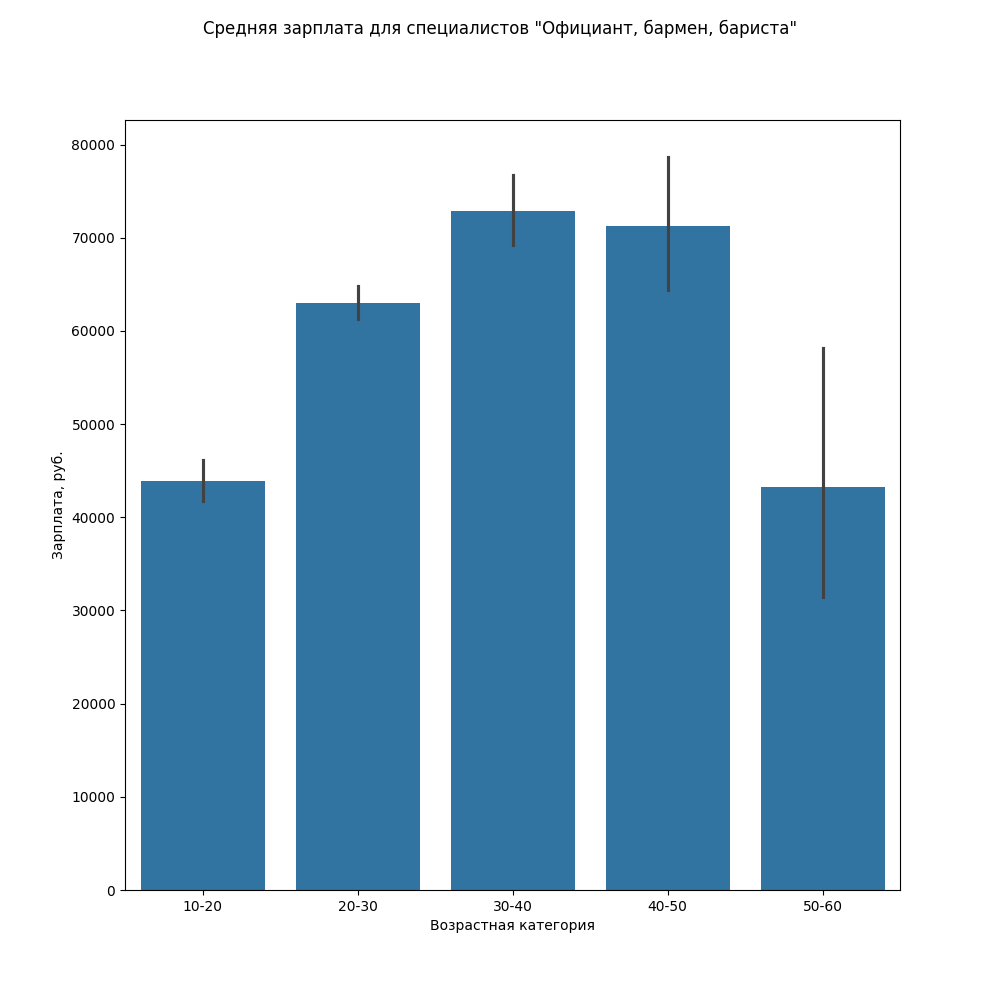 Средняя зарплата для специалистов "Официант, бармен, бариста"
80000
70000
60000
50000
40000
30000
20000
10000
0
Зарплата, руб.
10-20 20-30 30-40 40-50 50-60
Возрастная категория